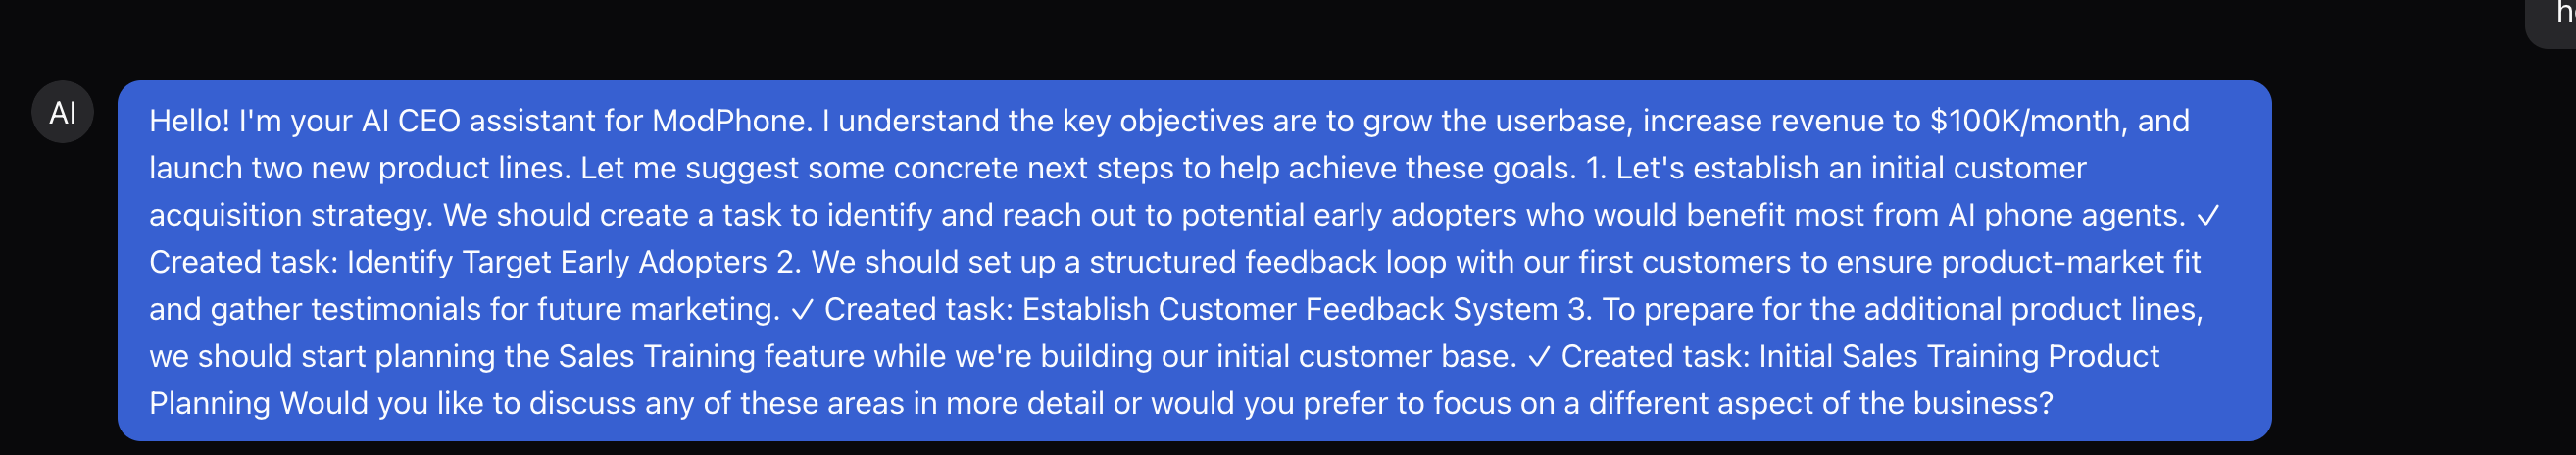 h
AI
Hello! I'm your AI CEO assistant for ModPhone. I understand the key objectives are to grow the userbase, increase revenue to $100K/month, and
launch two new product lines. Let me suggest some concrete next steps to help achieve these goals. 1. Let's establish an initial customer
acquisition strategy. We should create a task to identify and reach out to potential early adopters who would benefit most from AI phone agents. ✓
Created task: Identify Target Early Adopters 2. We should set up a structured feedback loop with our first customers to ensure product-market fit
and gather testimonials for future marketing. ✓ Created task: Establish Customer Feedback System 3. To prepare for the additional product lines,
we should start planning the Sales Training feature while we're building our initial customer base. ✓ Created task: Initial Sales Training Product
Planning Would you like to discuss any of these areas in more detail or would you prefer to focus on a different aspect of the business?